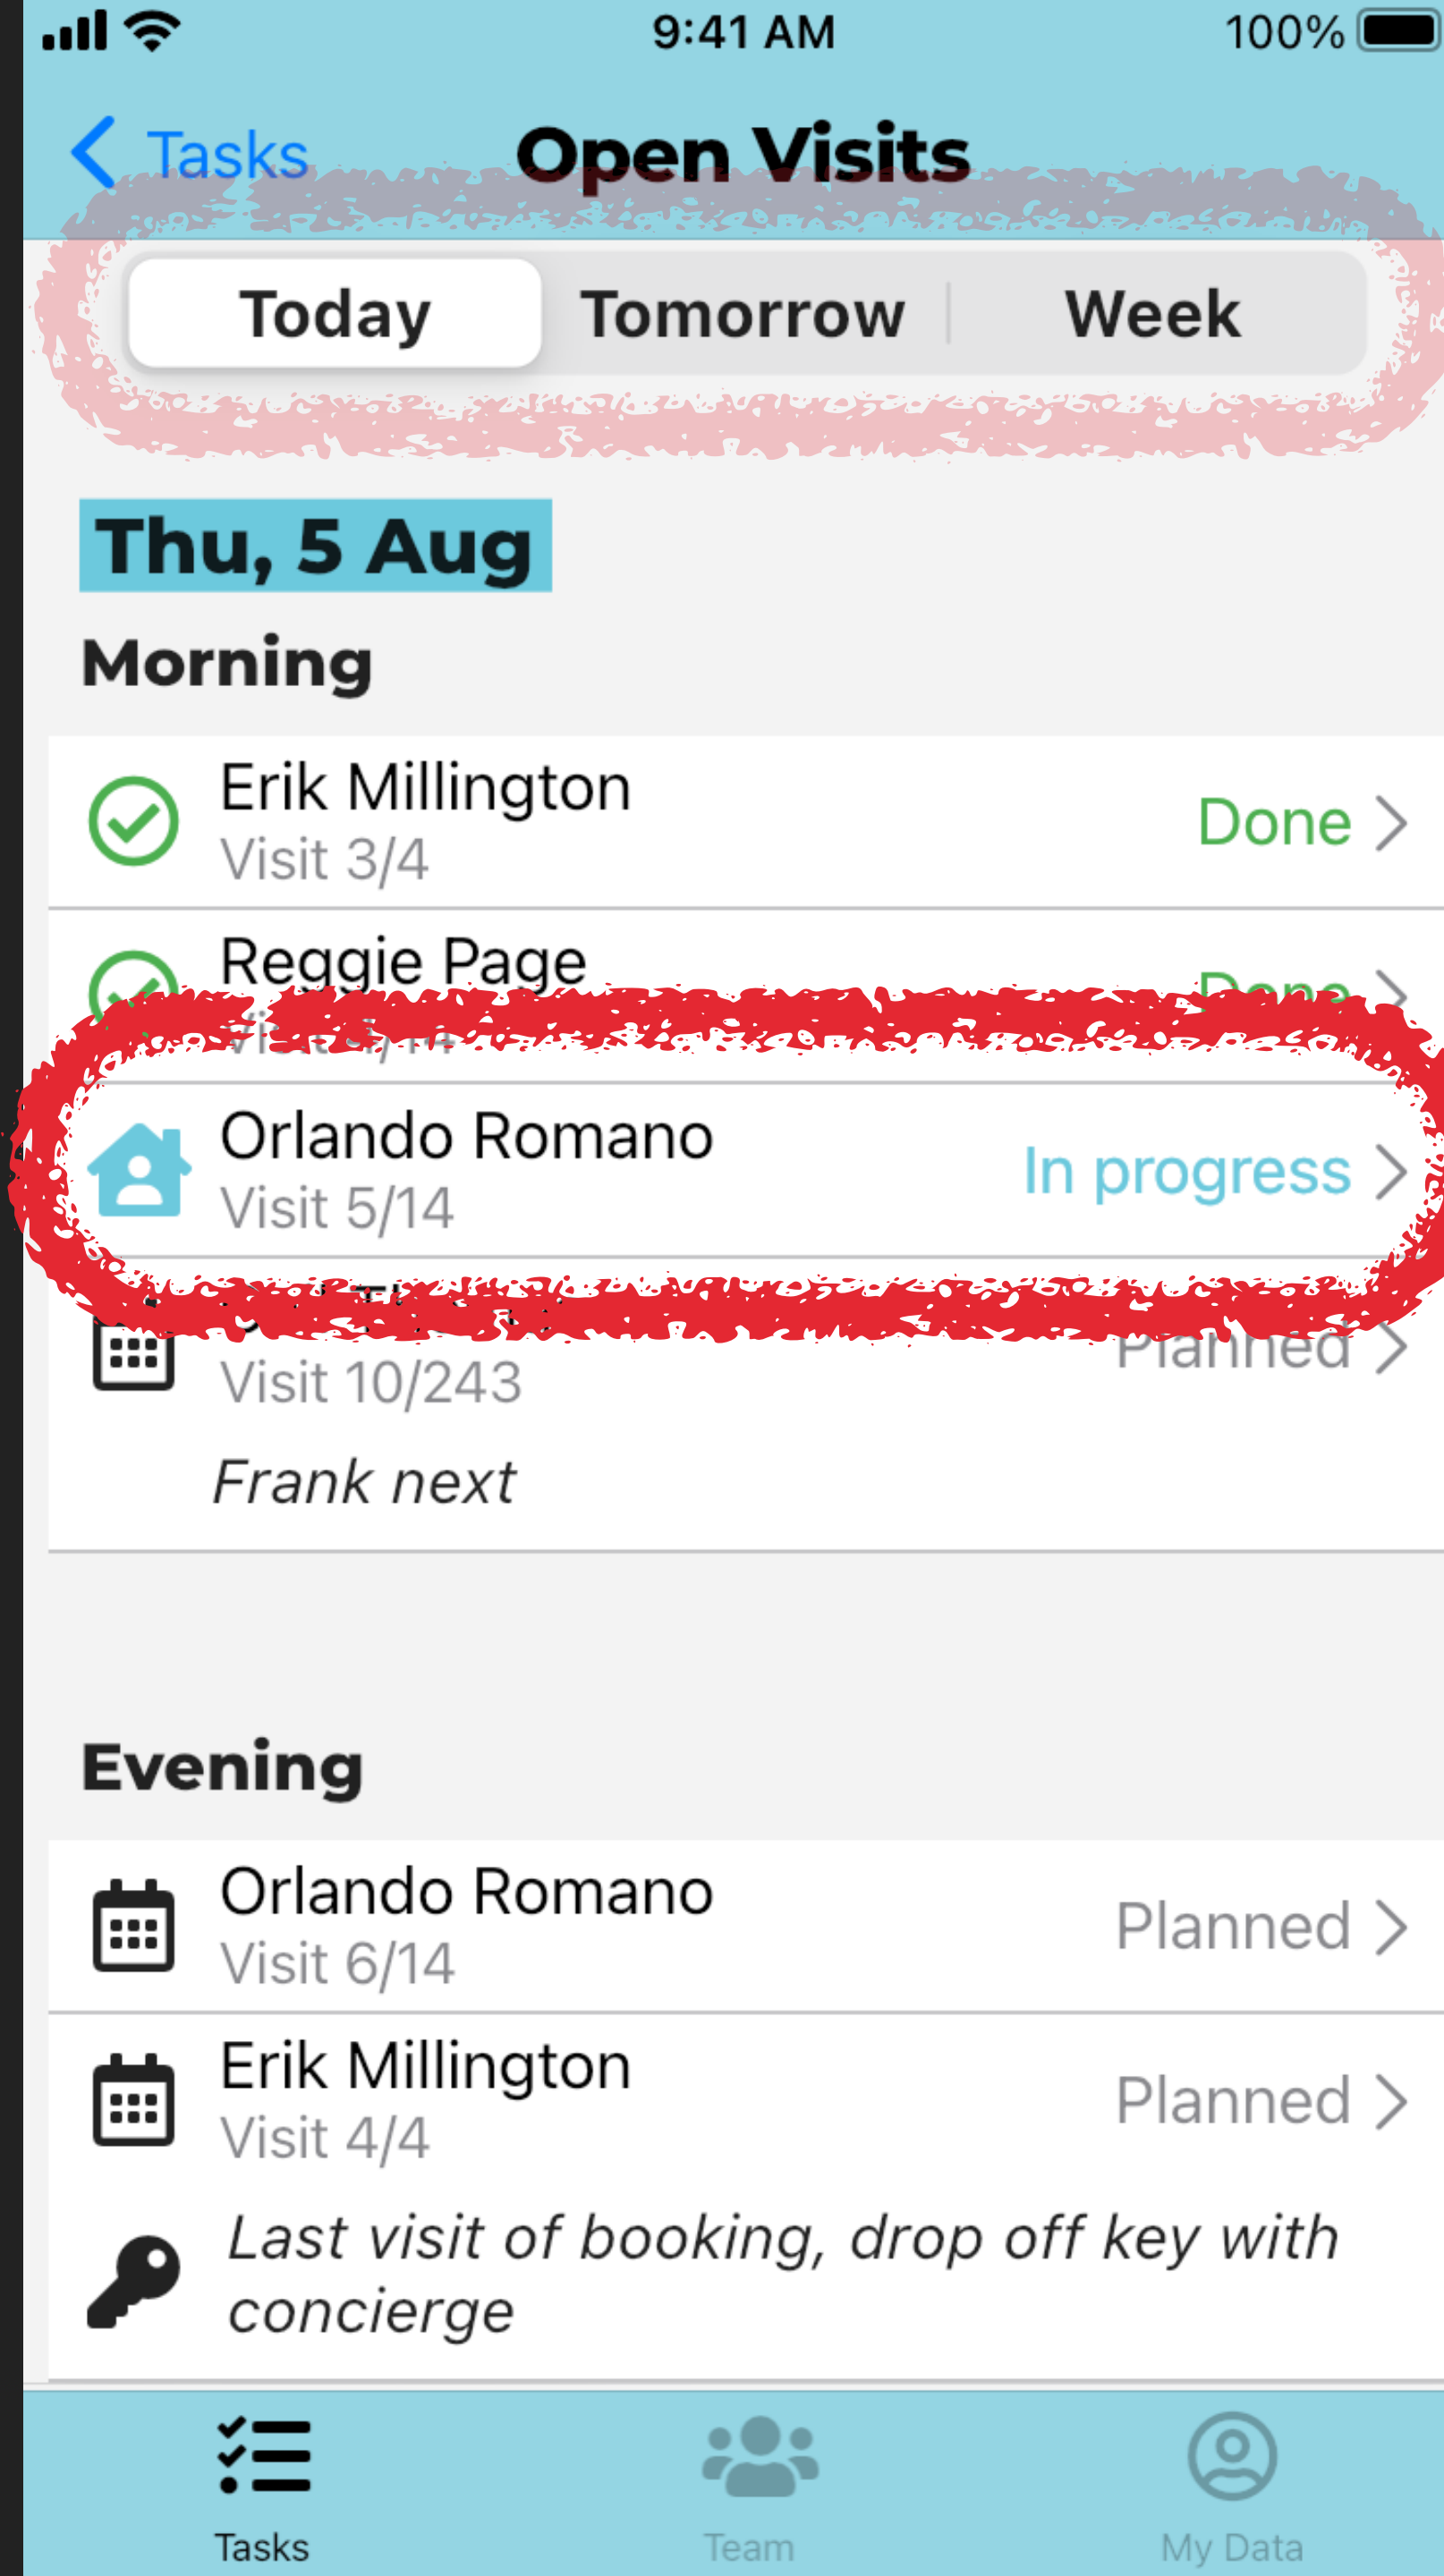 9:41 AM 100%
Tasks Open Visits
Today Tomorrow Week
Thu, 5 Aug
Morning
Erik Millington
Visit 3/4
Done
Reggie Page
Done
Orlando Romano
Visit 5/14
In progress
Visit 10/243
Planned
Frank next
Evening
Orlando Romano
Visit 6/14
Planned
Erik Millington
Visit 4/4
Planned
Last visit of booking, drop off key with
concierge
Tasks Team My Data